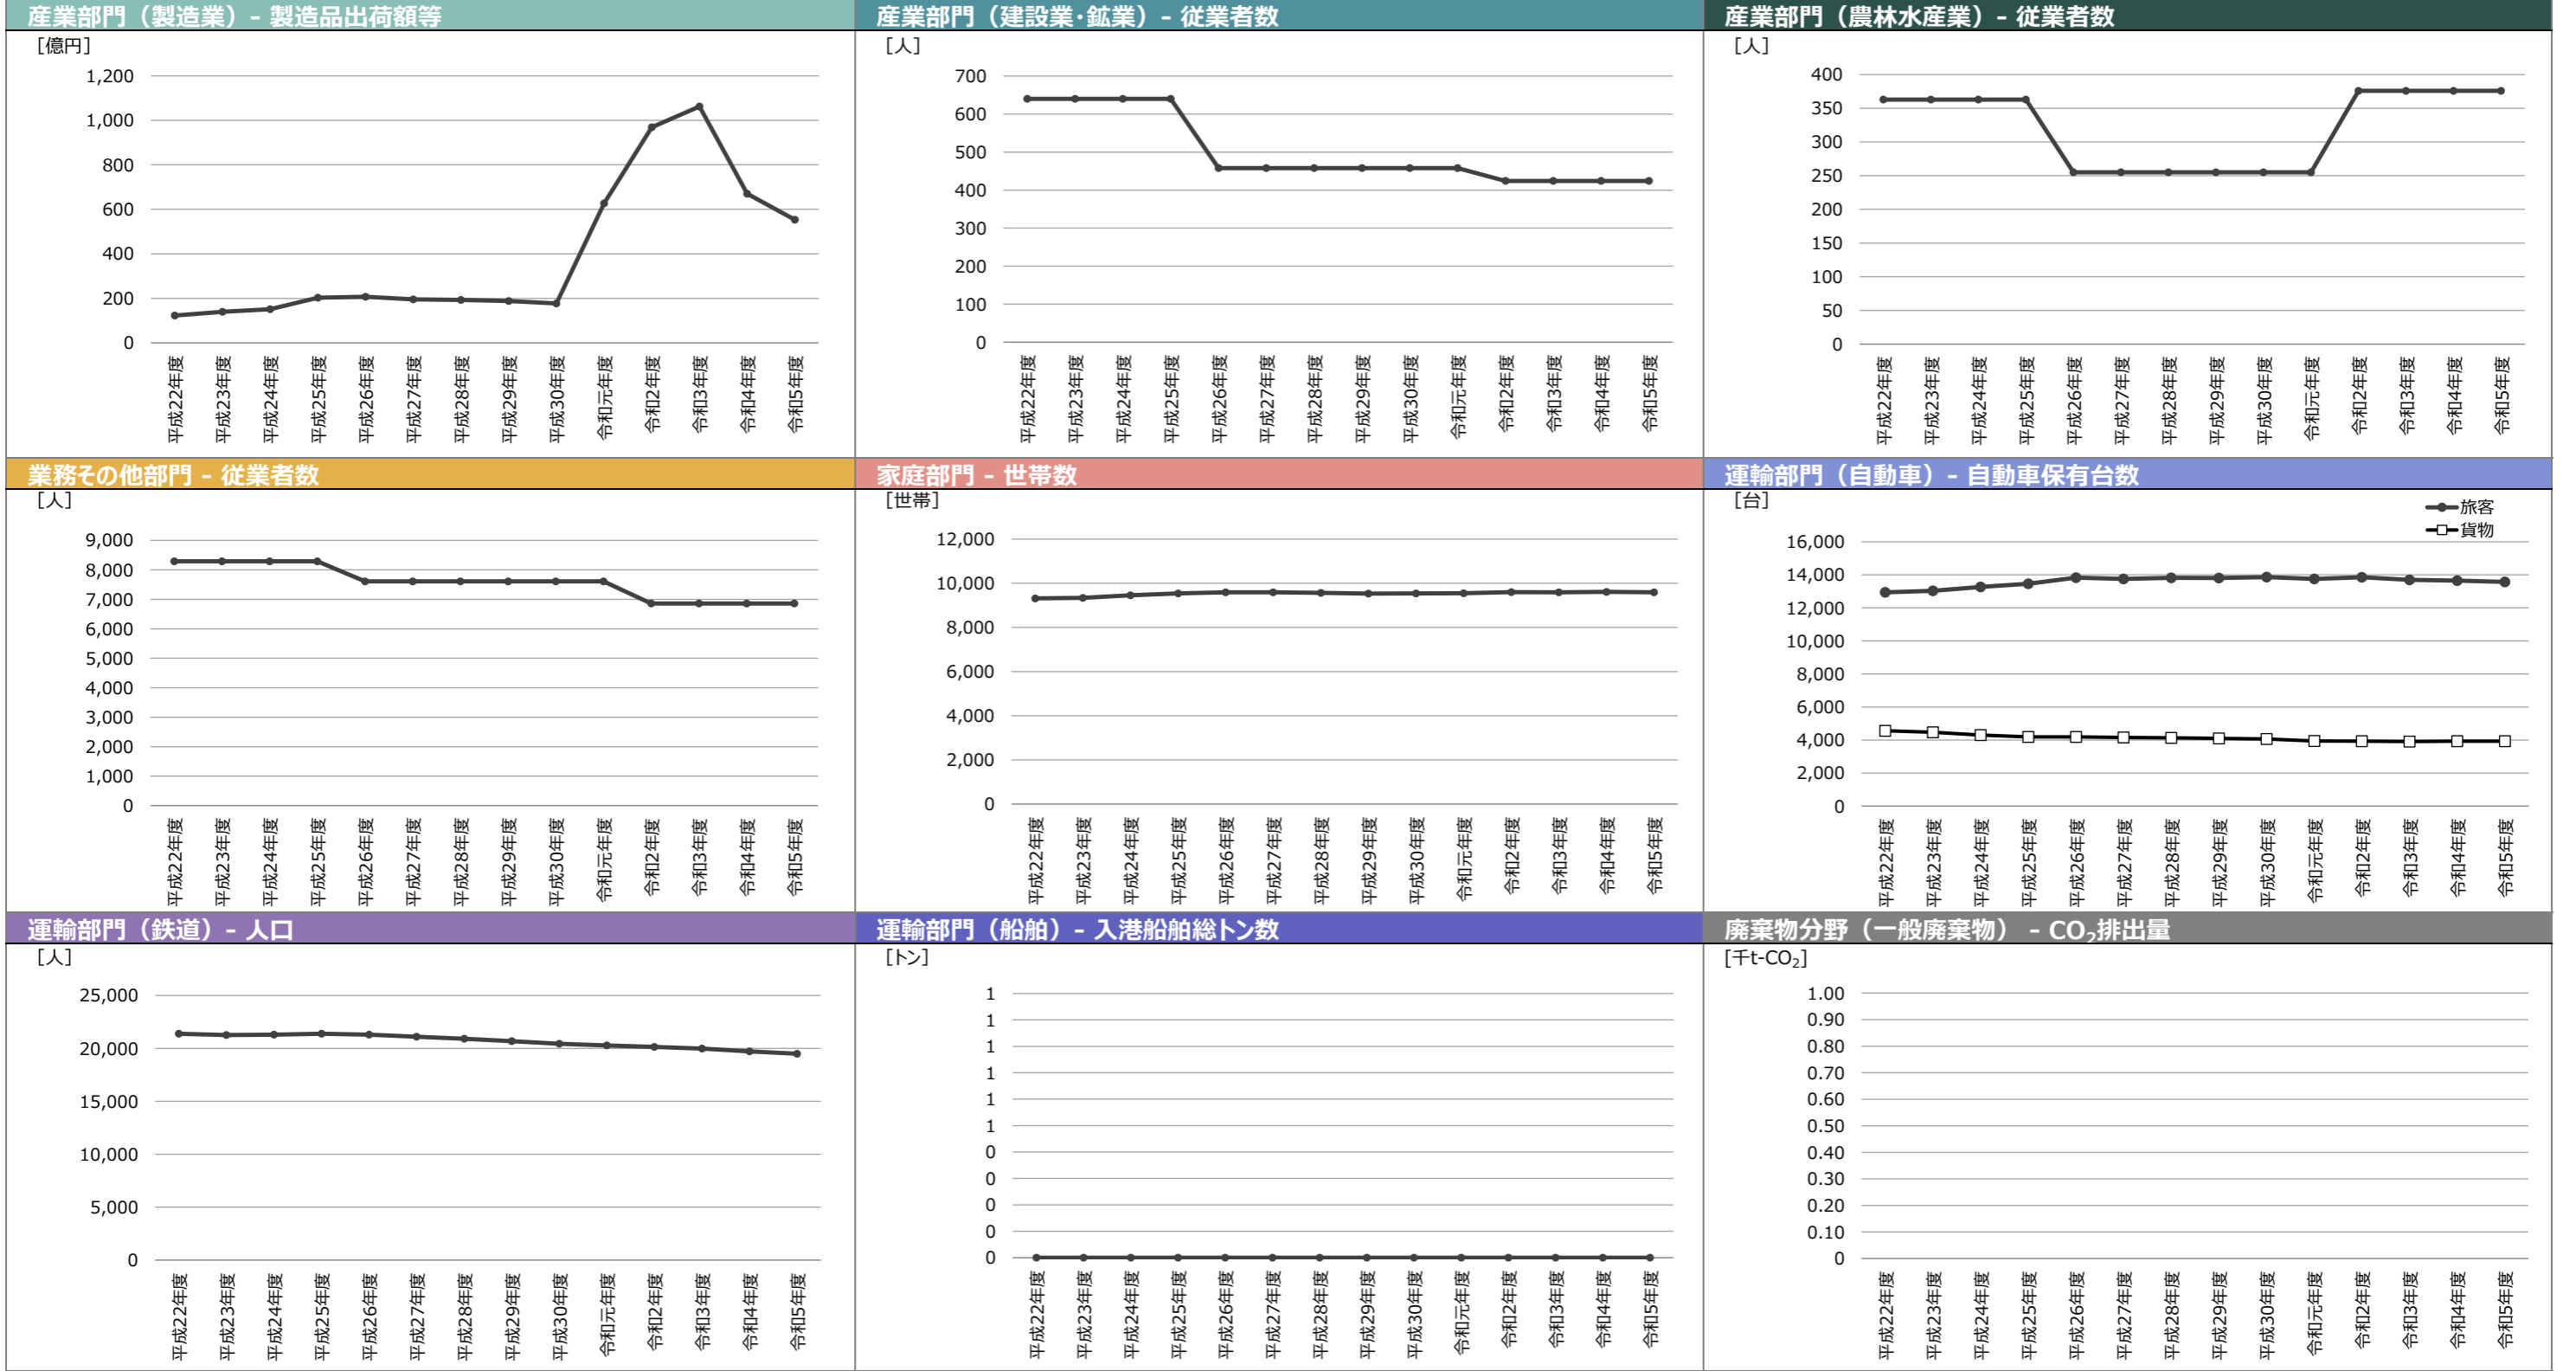 産業部門（製造業）- 製造品出荷額等
[億円]
1,200
1,000
800
600
400
200
0
平成22年度
平成23年度
平成24年度
平成25年度
平成26年度
平成27年度
平成28年度
平成29年度
平成30年度
令和元年度
令和2年度
令和3年度
令和4年度
令和5年度
産業部門（建設業・鉱業）- 従業者数
[人]
700
600
500
400
300
200
100
0
平成22年度
平成23年度
平成24年度
平成25年度
平成26年度
平成27年度
平成28年度
平成29年度
平成30年度
令和元年度
令和2年度
令和3年度
令和4年度
令和5年度
産業部門（農林水産業）- 従業者数
[人]
400
350
300
250
200
150
100
50
0
平成22年度
平成23年度
平成24年度
平成25年度
平成26年度
平成27年度
平成28年度
平成29年度
平成30年度
令和元年度
令和2年度
令和3年度
令和4年度
令和5年度
業務その他部門 - 従業者数
[人]
9,000
8,000
7,000
6,000
5,000
4,000
3,000
2,000
1,000
0
平成22年度
平成23年度
平成24年度
平成25年度
平成26年度
平成27年度
平成28年度
平成29年度
平成30年度
令和元年度
令和2年度
令和3年度
令和4年度
令和5年度
家庭部門 - 世帯数
[世帯]
12,000
10,000
8,000
6,000
4,000
2,000
0
平成22年度
平成23年度
平成24年度
平成25年度
平成26年度
平成27年度
平成28年度
平成29年度
平成30年度
令和元年度
令和2年度
令和3年度
令和4年度
令和5年度
運輸部門（自動車）- 自動車保有台数
[台]
旅客
貨物
16,000
14,000
12,000
10,000
8,000
6,000
4,000
2,000
0
平成22年度
平成23年度
平成24年度
平成25年度
平成26年度
平成27年度
平成28年度
平成29年度
平成30年度
令和元年度
令和2年度
令和3年度
令和4年度
令和5年度
運輸部門（鉄道）- 人口
[人]
25,000
20,000
15,000
10,000
5,000
0
平成22年度
平成23年度
平成24年度
平成25年度
平成26年度
平成27年度
平成28年度
平成29年度
平成30年度
令和元年度
令和2年度
令和3年度
令和4年度
令和5年度
運輸部門（船舶）- 入港船舶総トン数
[トン]
1
1
1
1
1
1
0
0
0
0
0
平成22年度
平成23年度
平成24年度
平成25年度
平成26年度
平成27年度
平成28年度
平成29年度
平成30年度
令和元年度
令和2年度
令和3年度
令和4年度
令和5年度
廃棄物分野（一般廃棄物） - CO₂排出量
[千t-CO₂]
1.00
0.90
0.80
0.70
0.60
0.50
0.40
0.30
0.20
0.10
0
平成22年度
平成23年度
平成24年度
平成25年度
平成26年度
平成27年度
平成28年度
平成29年度
平成30年度
令和元年度
令和2年度
令和3年度
令和4年度
令和5年度